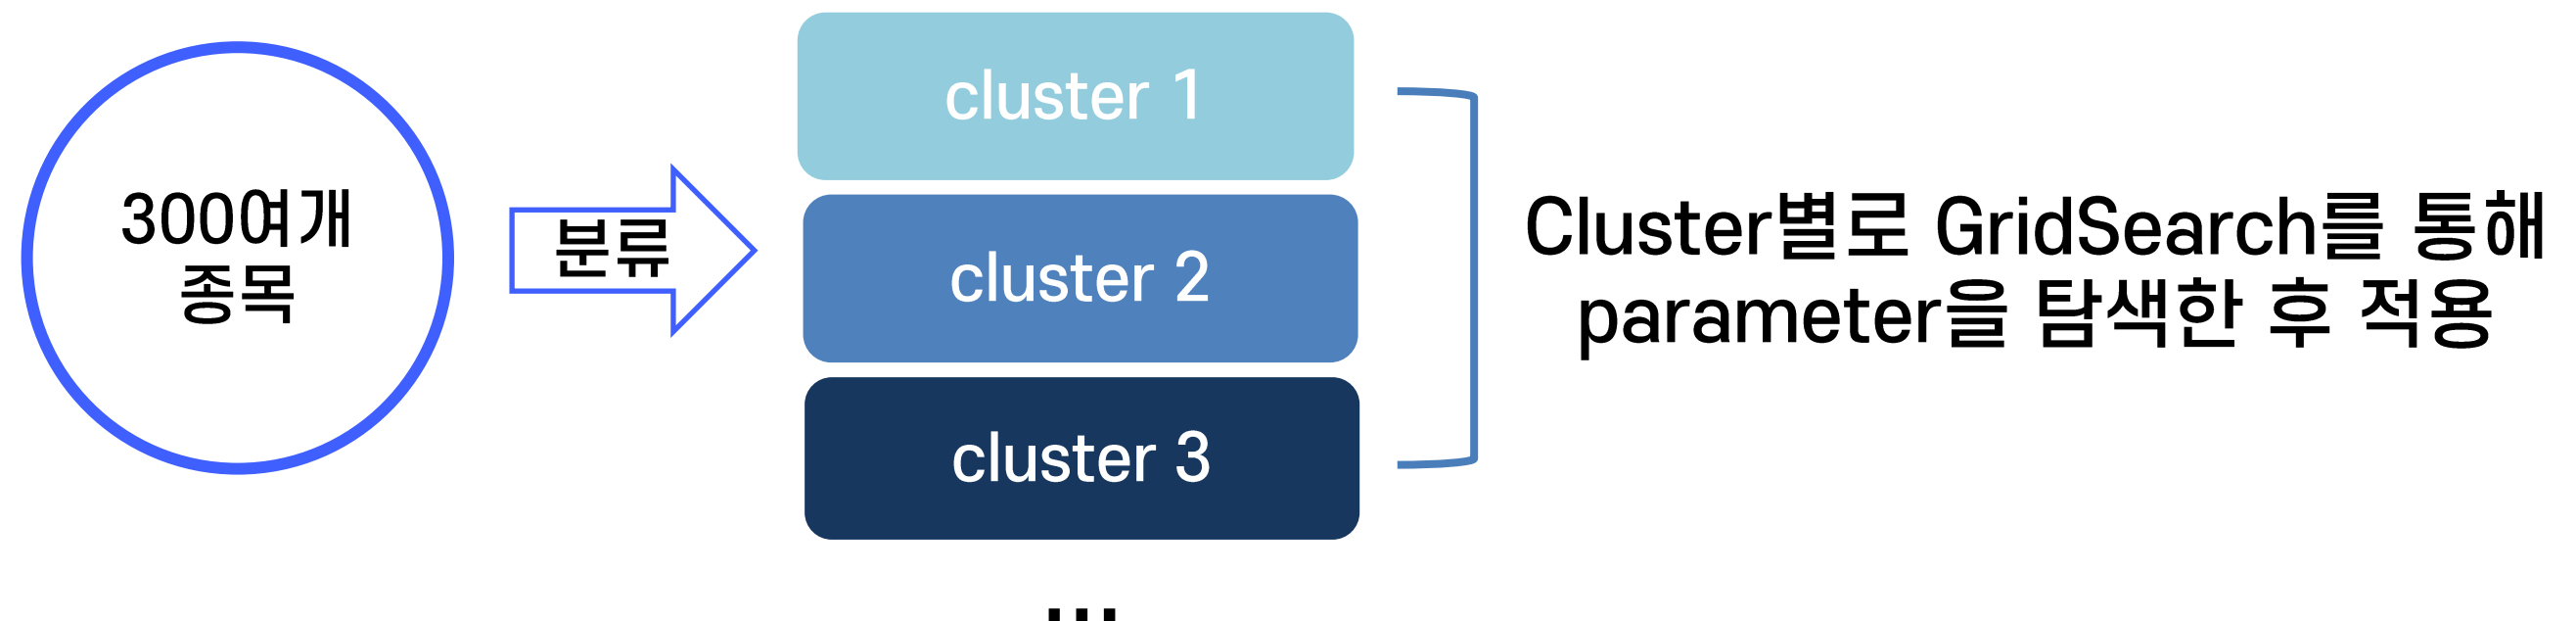 300여개
종목
분류
cluster 1
cluster 2
cluster 3
...
Cluster별로 GridSearch를 통해
parameter을 탐색한 후 적용